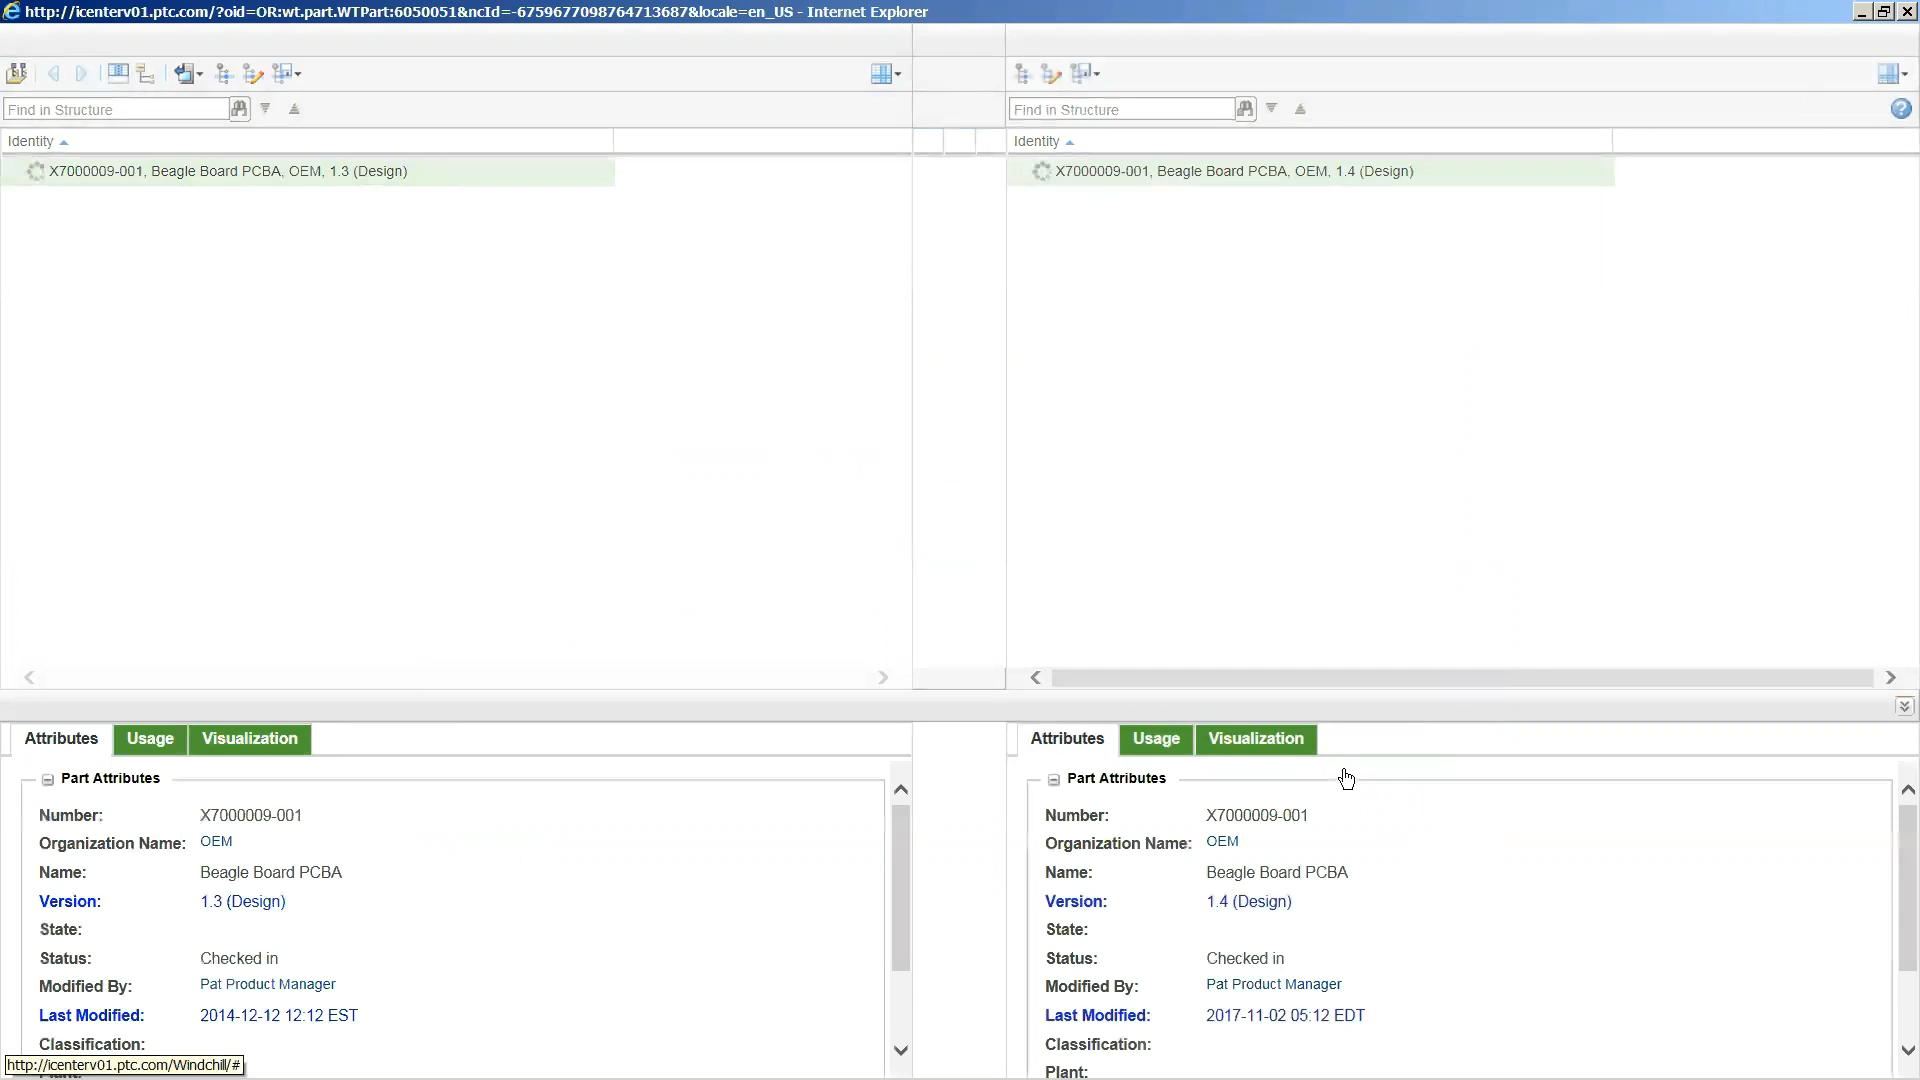 http://icenterv01.ptc.com/?oid=OR:wt.part.WTPart:6050051&ncId=-6759677098764713687&locale=en_US - Internet Explorer
Find in Structure
Find in Structure
Identity
Identity
X7000009-001, Beagle Board PCBA, OEM, 1.3 (Design)
X7000009-001, Beagle Board PCBA, OEM, 1.4 (Design)
Attributes Usage Visualization
Part Attributes
Number: X7000009-001
Organization Name: OEM
Name: Beagle Board PCBA
Version: 1.3 (Design)
State:
Status: Checked in
Modified By: Pat Product Manager
Last Modified: 2014-12-12 12:12 EST
Classification:
http://icenterv01.ptc.com/Windchill/#
Attributes Usage Visualization
Part Attributes
Number: X7000009-001
Organization Name: OEM
Name: Beagle Board PCBA
Version: 1.4 (Design)
State:
Status: Checked in
Modified By: Pat Product Manager
Last Modified: 2017-11-02 05:12 EDT
Classification:
Plant: